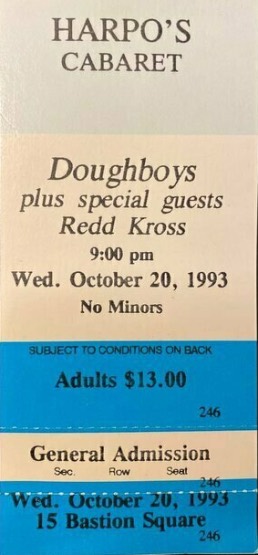 HARPO'S
CABARET
Doughboys
plus special guests
Redd Kross
9:00 pm
Wed. October 20, 1993
No Minors
SUBJECT TO CONDITIONS ON BACK
Adults $13.00
246
General Admission
Sec. Row Seat
246
Wed. October 20, 1993
15 Bastion Square